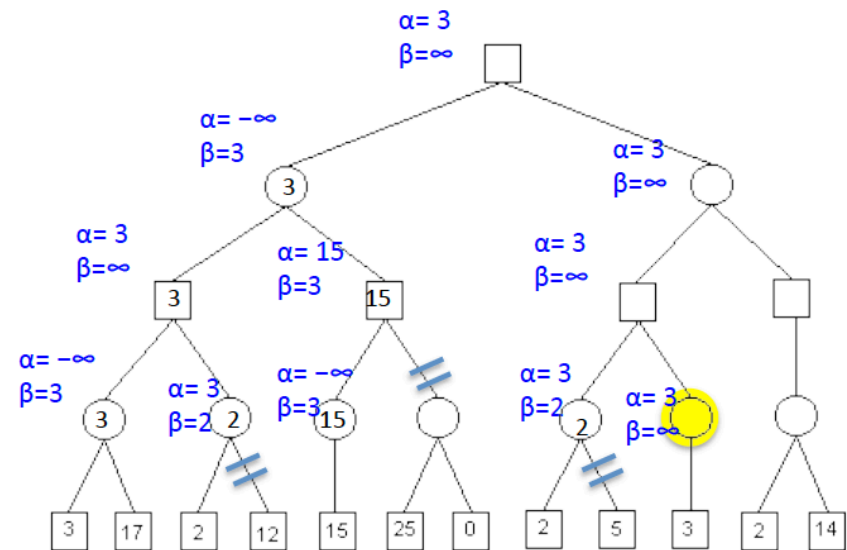 α= 3
β=∞
α= −∞
β=3
3
α= 3
β=∞
α= 3
β=∞
3
α= 15
β=3
15
α= 3
β=∞
α= −∞
β=3
3
α= 3
β=2
2
α= −∞
β=3
15
α= 3
β=2
2
α= 3
β=∞
3
17
2
12
15
25
0
2
5
3
2
14